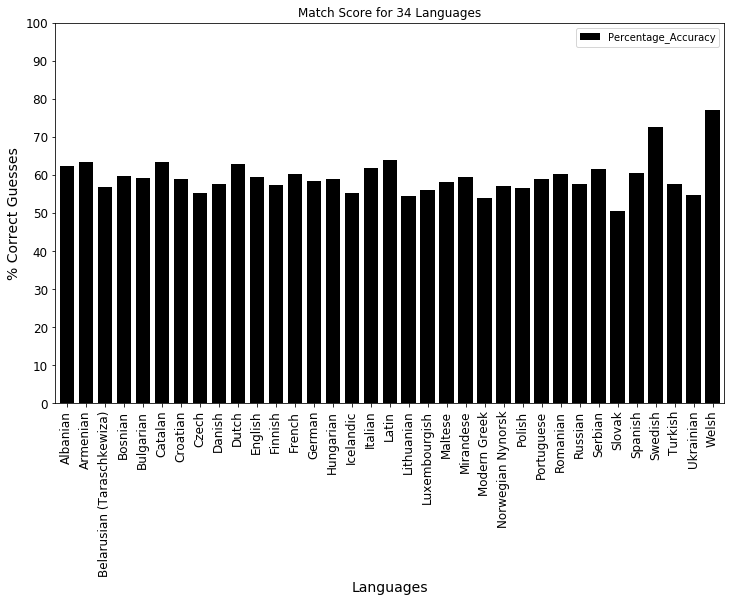 Match Score for 34 Languages
Percentage_Accuracy
% Correct Guesses
100
90
80
70
60
50
40
30
20
10
0
Albanian
Armenian
Belarusian (Taraschkewiza)
Bosnian
Bulgarian
Catalan
Croatian
Czech
Danish
Dutch
English
Finnish
French
German
Hungarian
Icelandic
Italian
Latin
Lithuanian
Luxembourgish
Maltese
Mirandese
Modern Greek
Norwegian Nynorsk
Polish
Portuguese
Romanian
Russian
Serbian
Slovak
Spanish
Swedish
Turkish
Ukrainian
Welsh
Languages